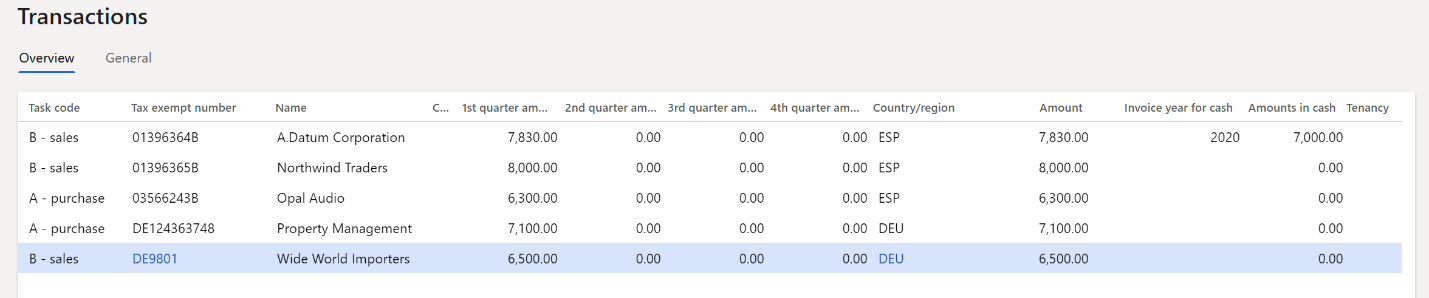 Transactions
Overview General
Task code Tax exempt number Name C... 1st quarter am... 2nd quarter am... 3rd quarter am... 4th quarter am... Country/region Amount Invoice year for cash Amounts in cash Tenancy
B - sales 01396364B A.Datum Corporation 7,830.00 0.00 0.00 0.00 ESP 7,830.00 2020 7,000.00
B - sales 01396365B Northwind Traders 8,000.00 0.00 0.00 0.00 ESP 8,000.00 0.00
A - purchase 03566243B Opal Audio 6,300.00 0.00 0.00 0.00 ESP 6,300.00 0.00
A - purchase DE124363748 Property Management 7,100.00 0.00 0.00 0.00 DEU 7,100.00 0.00
B - sales DE9801 Wide World Importers 6,500.00 0.00 0.00 0.00 DEU 6,500.00 0.00